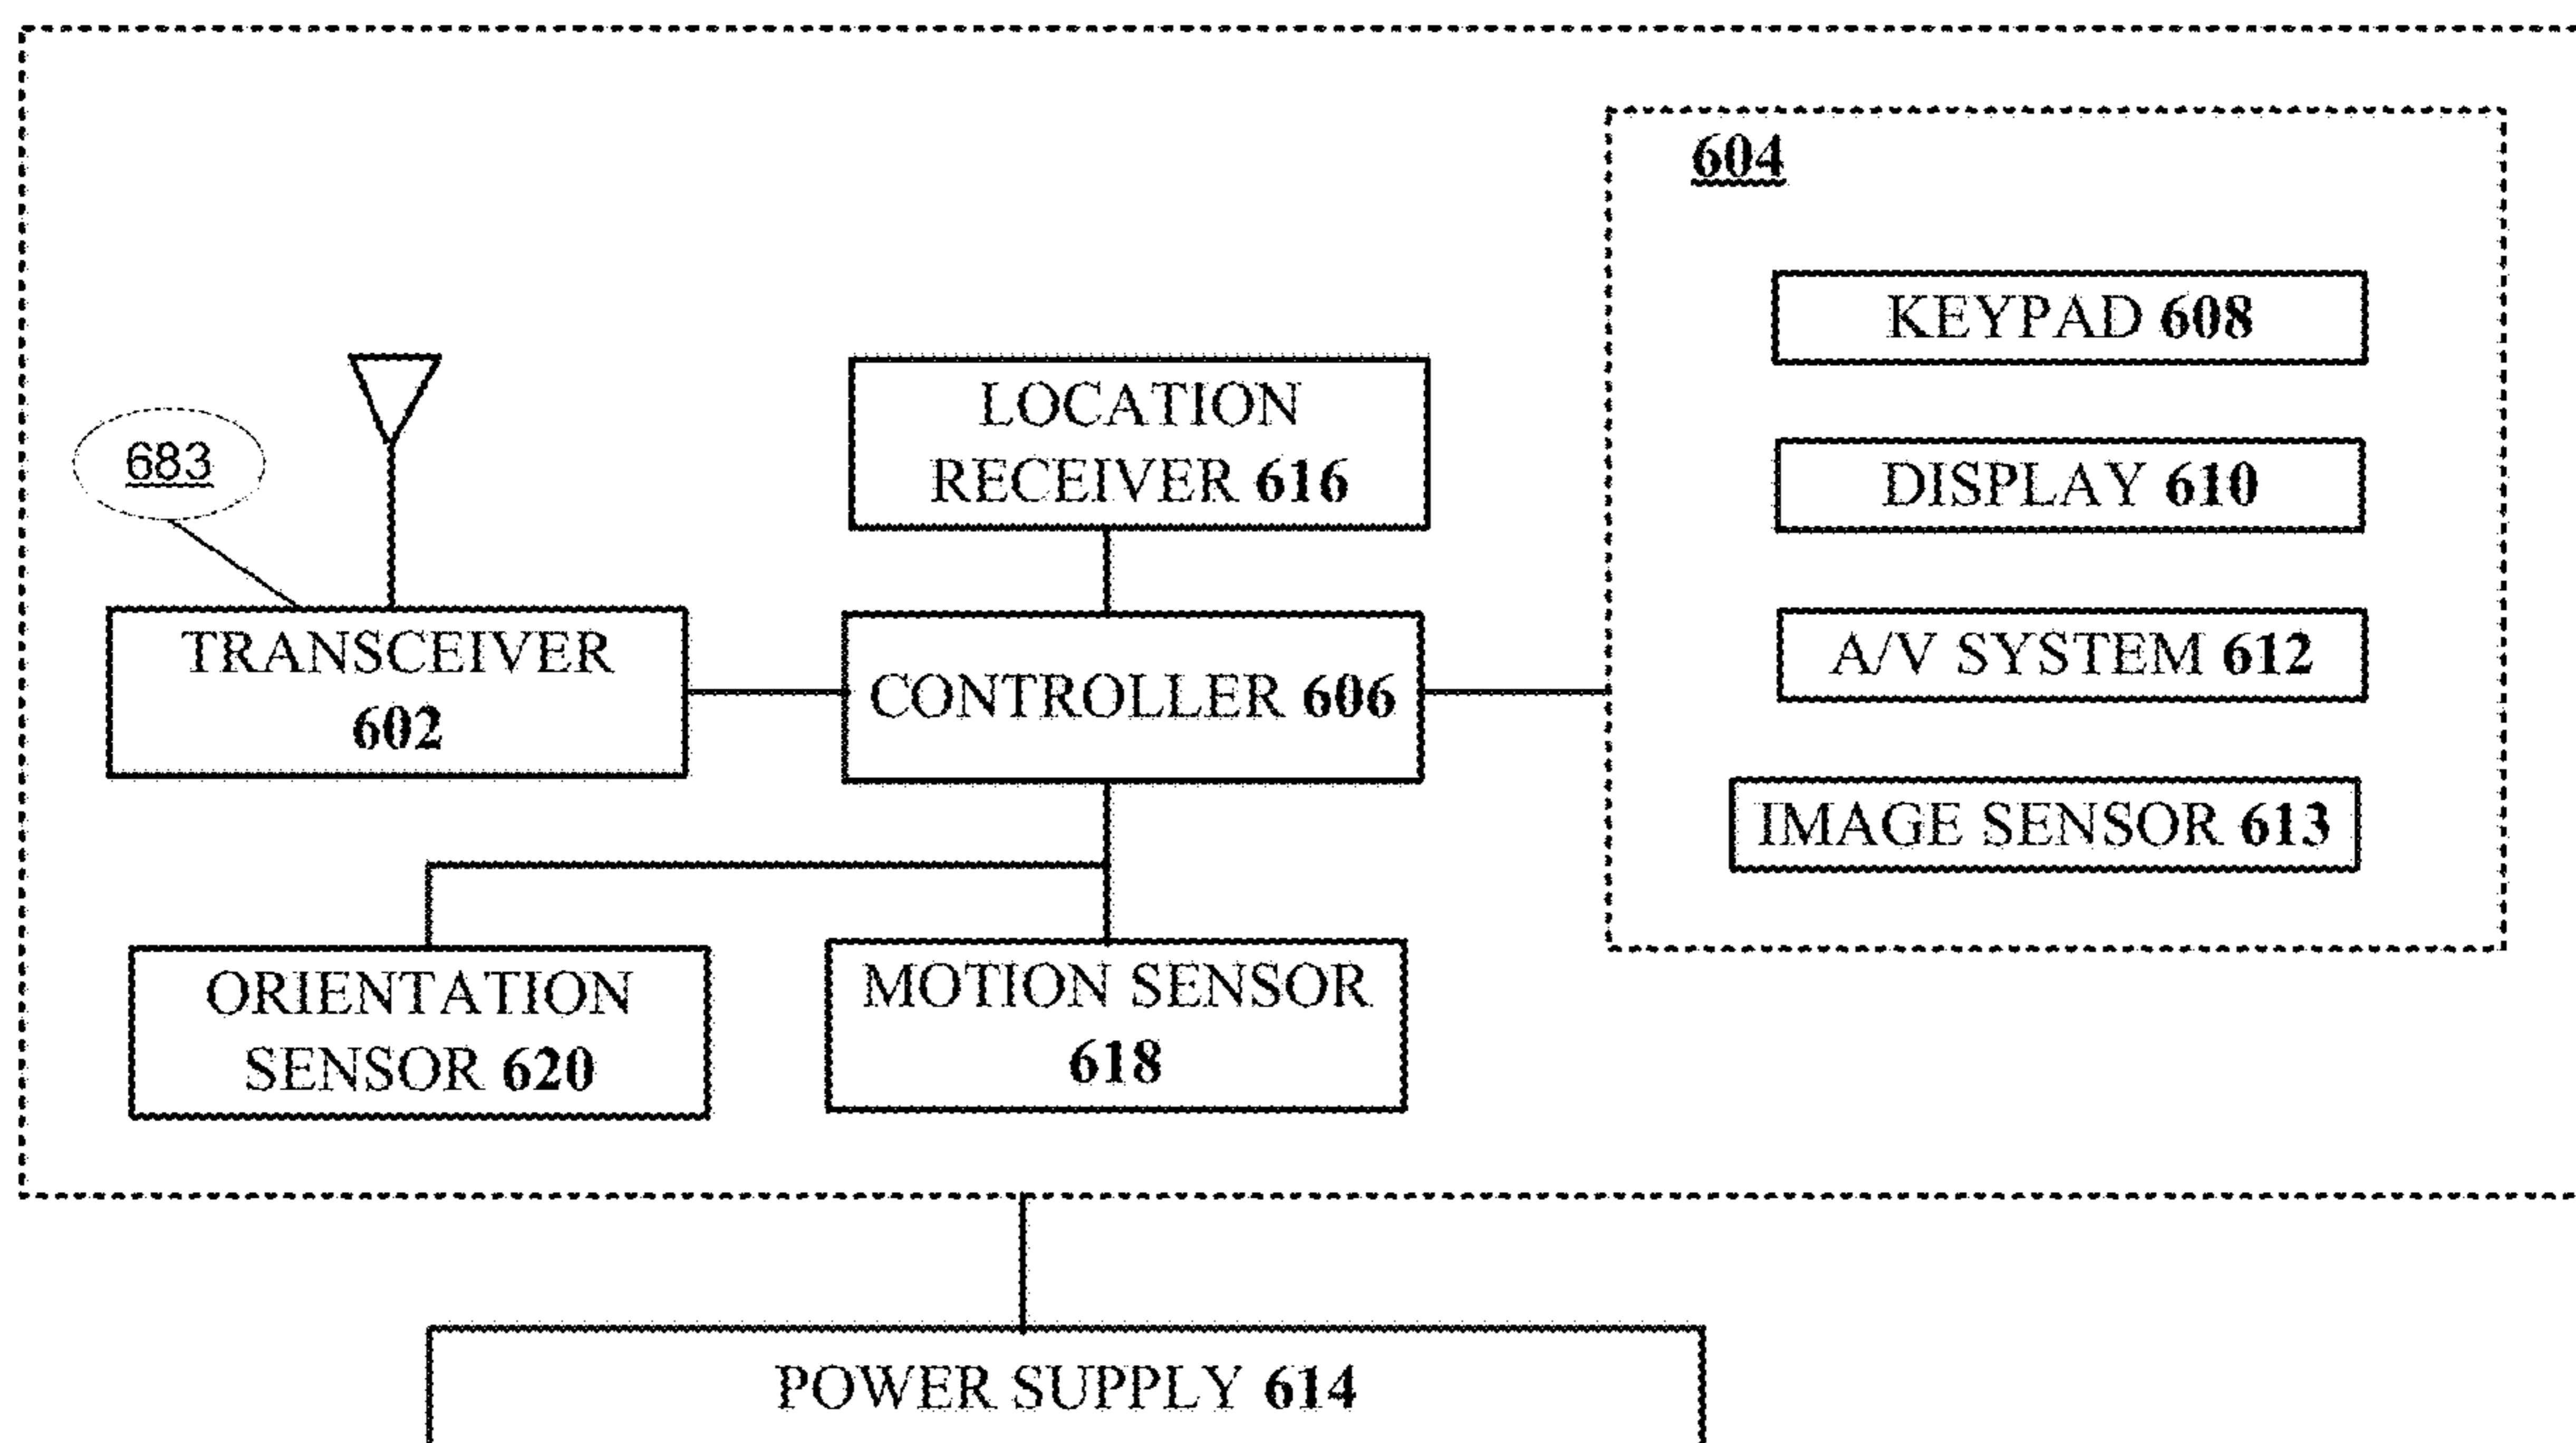 604
KEYPAD 608
DISPLAY 610
A/V SYSTEM 612
IMAGE SENSOR 613
683
LOCATION
RECEIVER 616
TRANSCEIVER
602
CONTROLLER 606
ORIENTATION
SENSOR 620
MOTION SENSOR
618
POWER SUPPLY 614